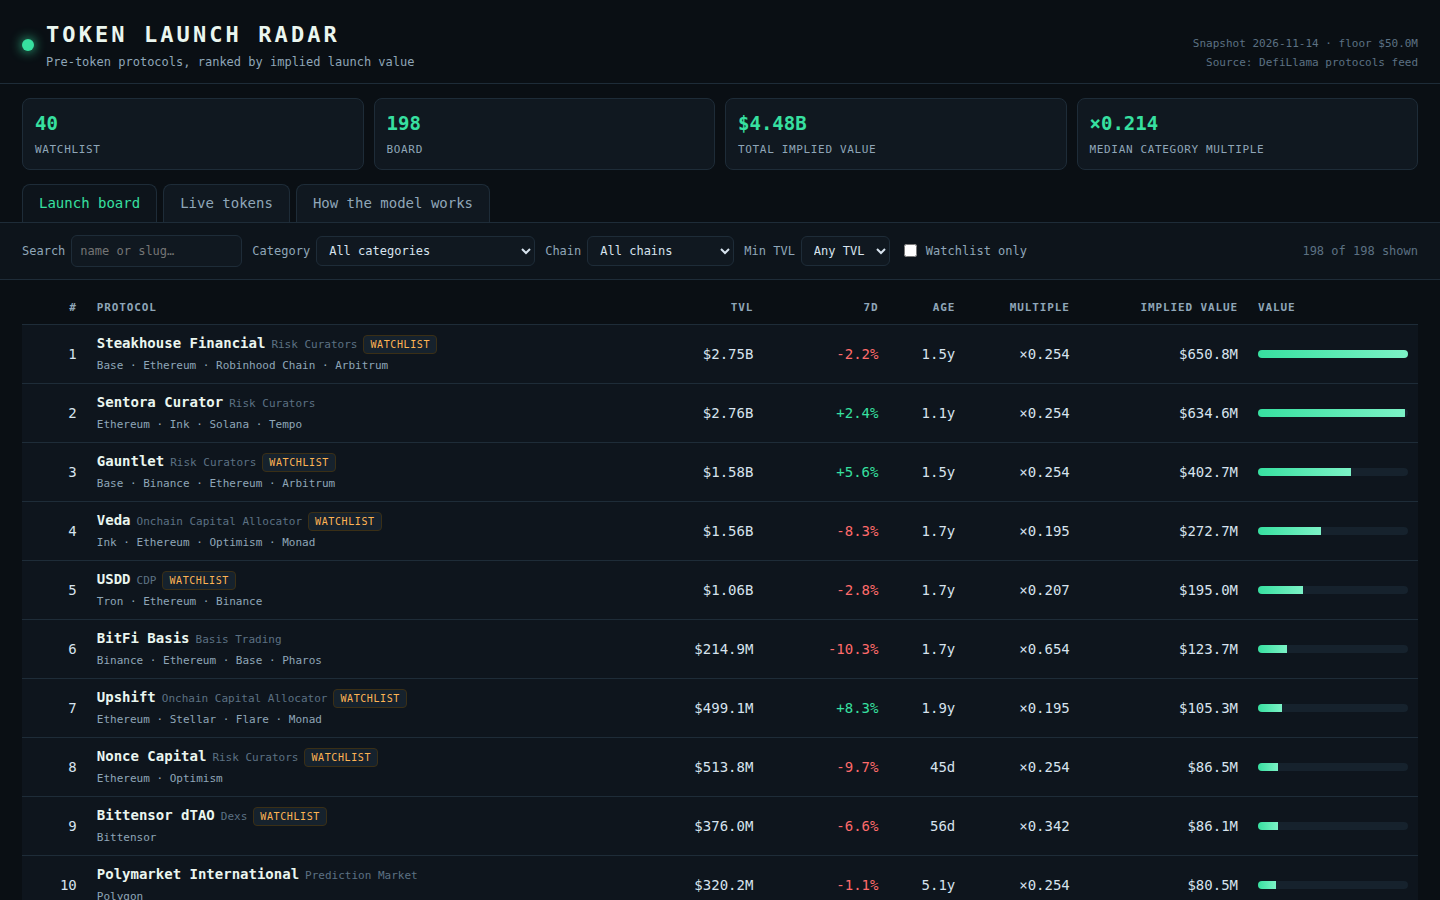 TOKEN LAUNCH RADAR
Pre-token protocols, ranked by implied launch value
Snapshot 2026-11-14 · floor $50.0M
Source: DefiLlama protocols feed
40
WATCHLIST
198
BOARD
$4.48B
TOTAL IMPLIED VALUE
×0.214
MEDIAN CATEGORY MULTIPLE
Launch board Live tokens How the model works
Search name or slug… Category All categories Chain All chains Min TVL Any TVL Watchlist only 198 of 198 shown
# PROTOCOL TVL 7D AGE MULTIPLE IMPLIED VALUE VALUE
1 Steakhouse Financial Risk Curators WATCHLIST $2.75B -2.2% 1.5y ×0.254 $650.8M
Base · Ethereum · Robinhood Chain · Arbitrum
2 Sentora Curator Risk Curators $2.76B +2.4% 1.1y ×0.254 $634.6M
Ethereum · Ink · Solana · Tempo
3 Gauntlet Risk Curators WATCHLIST $1.58B +5.6% 1.5y ×0.254 $402.7M
Base · Binance · Ethereum · Arbitrum
4 Veda Onchain Capital Allocator WATCHLIST $1.56B -8.3% 1.7y ×0.195 $272.7M
Ink · Ethereum · Optimism · Monad
5 USDD CDP WATCHLIST $1.06B -2.8% 1.7y ×0.207 $195.0M
Tron · Ethereum · Binance
6 BitFi Basis Basis Trading $214.9M -10.3% 1.7y ×0.654 $123.7M
Binance · Ethereum · Base · Pharos
7 Upshift Onchain Capital Allocator WATCHLIST $499.1M +8.3% 1.9y ×0.195 $105.3M
Ethereum · Stellar · Flare · Monad
8 Nonce Capital Risk Curators WATCHLIST $513.8M -9.7% 45d ×0.254 $86.5M
Ethereum · Optimism
9 Bittensor dTAO Dexs WATCHLIST $376.0M -6.6% 56d ×0.342 $86.1M
Bittensor
10 Polymarket International Prediction Market $320.2M -1.1% 5.1y ×0.254 $80.5M
Polygon